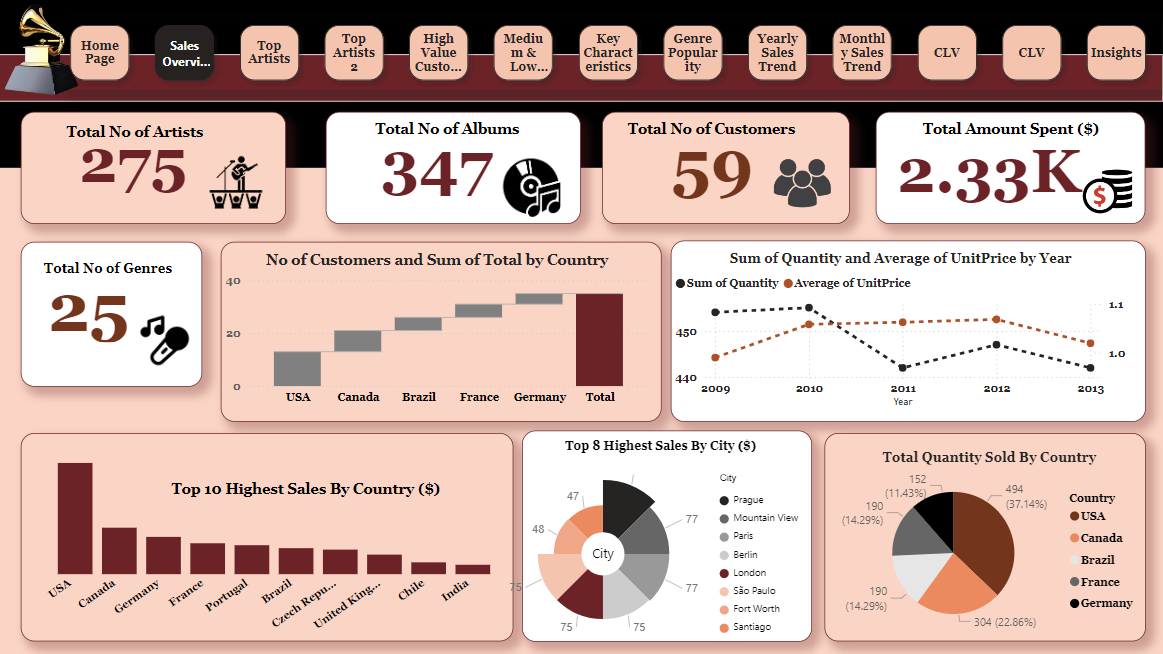 Home
Page
Sales
Overvi...
Top
Artists
Top
Artists
2
High
Value
Custo...
Mediu
m &
Low...
Key
Charact
eristics
Genre
Popular
ity
Yearly
Sales
Trend
Monthl
y Sales
Trend
CLV
CLV
Insights
Total No of Artists
275
Total No of Albums
347
Total No of Customers
59
Total Amount Spent ($)
2.33K
$
Total No of Genres
25
No of Customers and Sum of Total by Country
40
20
0
USA Canada Brazil France Germany Total
Sum of Quantity and Average of UnitPrice by Year
Sum of Quantity Average of UnitPrice
450
440
1.1
1.0
2009 2010 2011 2012 2013
Year
Top 10 Highest Sales By Country ($)
USA
Canada
Germany
France
Portugal
Brazil
Czech Repu...
United King...
Chile
India
Top 8 Highest Sales By City ($)
47
48
75
75
75
77
77
City
City
Prague
Mountain View
Paris
Berlin
London
São Paulo
Fort Worth
Santiago
Total Quantity Sold By Country
152
(11.43%)
190
(14.29%)
190
(14.29%)
494
(37.14%)
304 (22.86%)
Country
USA
Canada
Brazil
France
Germany